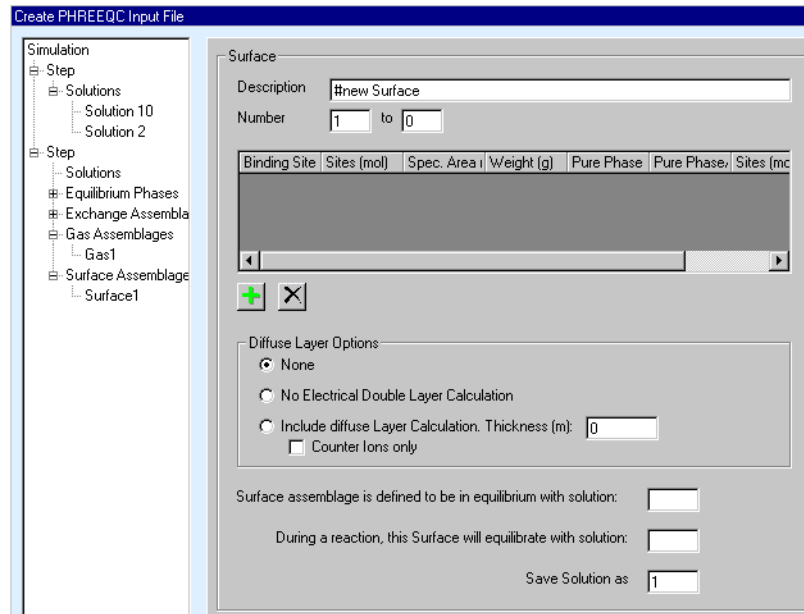 Create PHREEQC Input File
Simulation
Step
Solutions
Solution 10
Solution 2
Step
Solutions
Equilibrium Phases
Exchange Assembla
Gas Assemblages
Gas1
Surface Assemblage
Surface1
Surface
Description #new Surface
Number 1 to 0
Binding Site Sites (mol) Spec. Area ( Weight (g) Pure Phase Pure Phase/ Sites (mo
Diffuse Layer Options
None
No Electrical Double Layer Calculation
Include diffuse Layer Calculation. Thickness (m): 0
Counter Ions only
Surface assemblage is defined to be in equilibrium with solution:
During a reaction, this Surface will equilibrate with solution:
Save Solution as 1